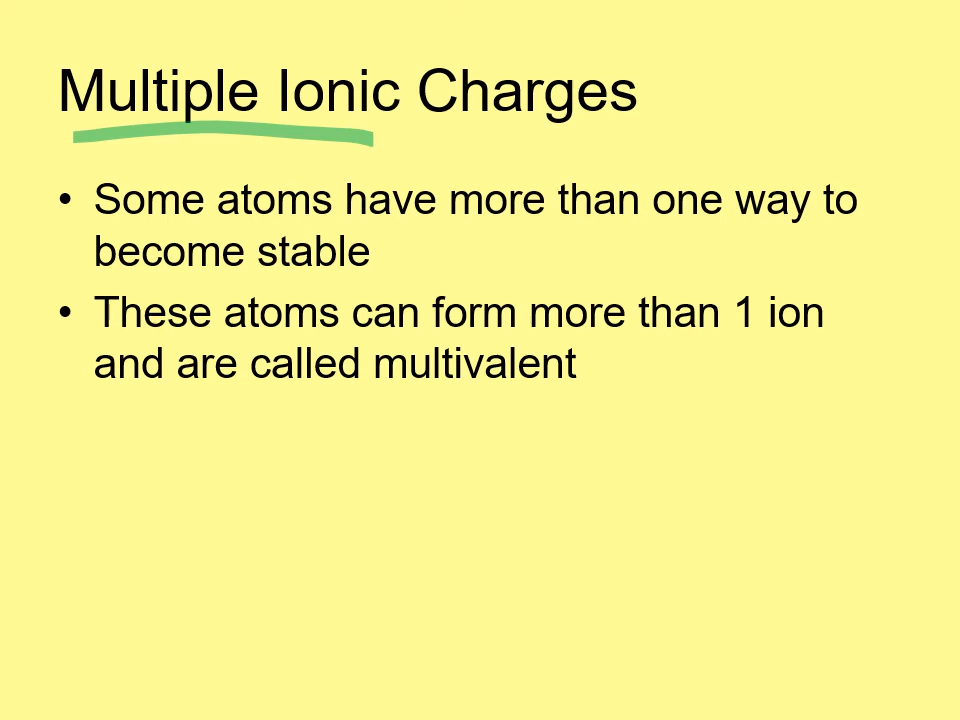 Multiple Ionic Charges
• Some atoms have more than one way to
become stable
• These atoms can form more than 1 ion
and are called multivalent